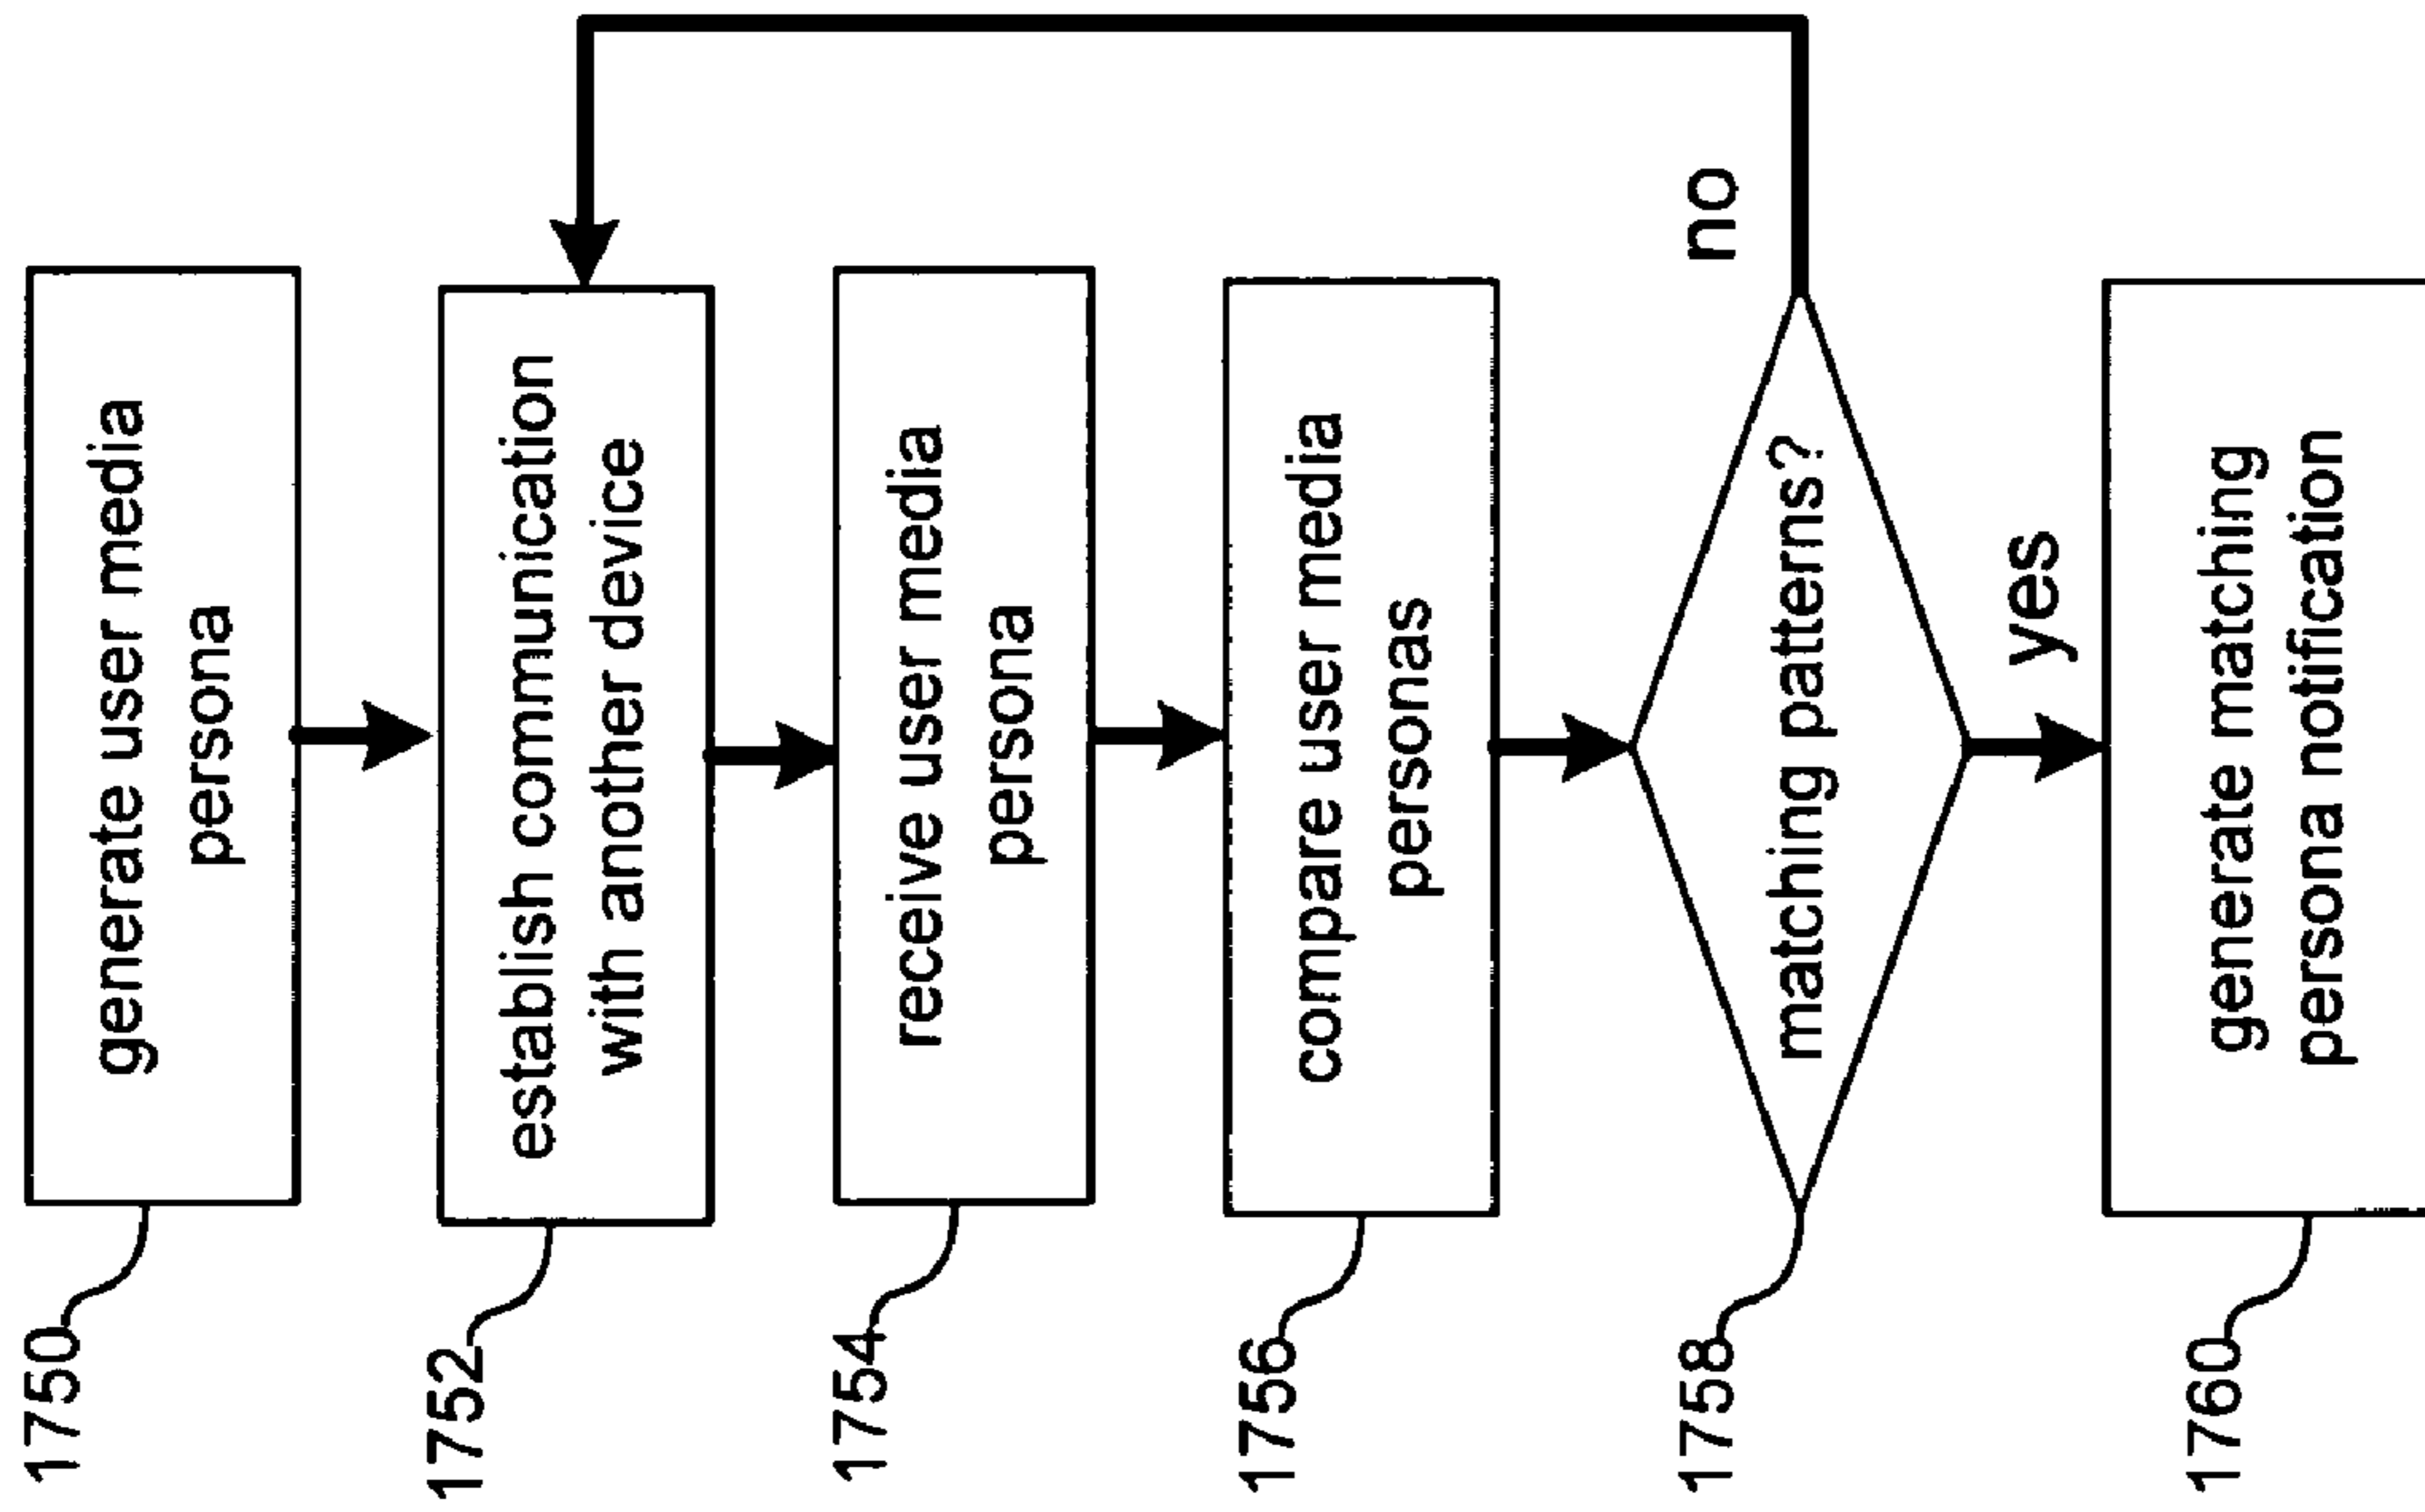 1750
generate user media
persona
1752
establish communication
with another device
1754
receive user media
persona
1756
compare user media
personas
1758
matching patterns?
no
yes
1760
generate matching
persona notification